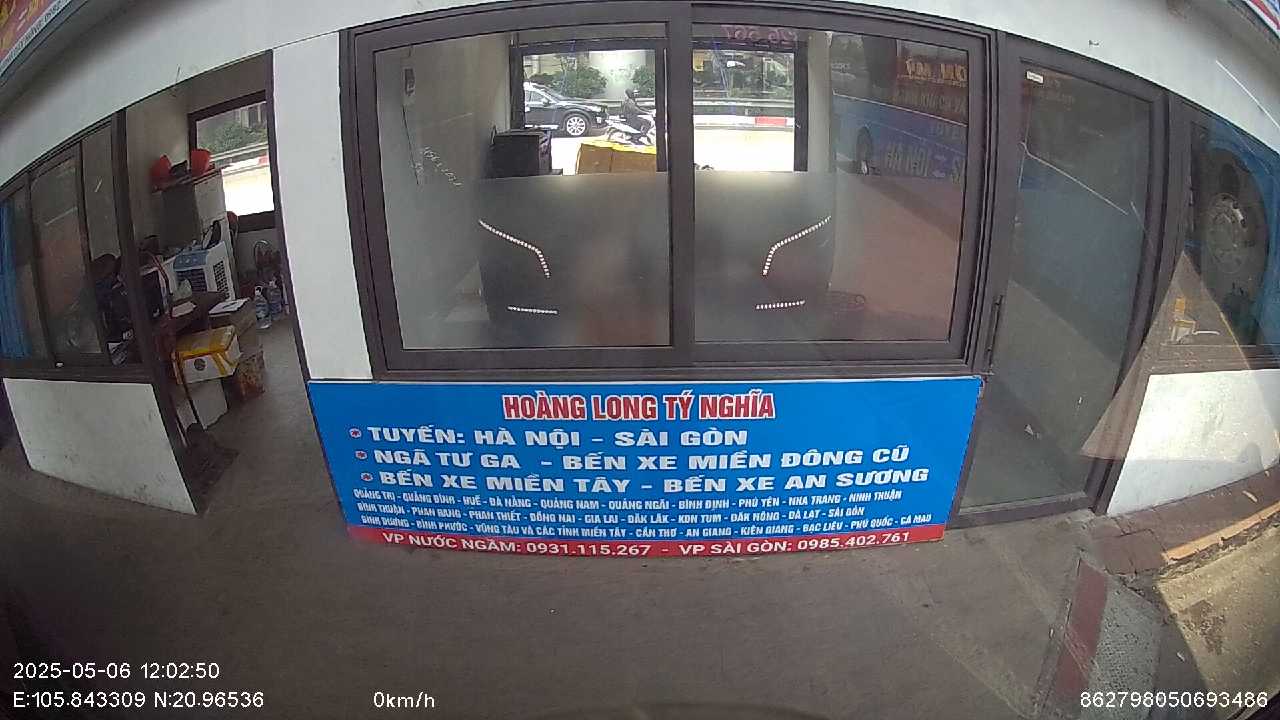 HOÀNG LONG TÝ NGHĨA
TUYẾN: HÀ NỘI - SÀI GÒN
NGÃ TƯ GA - BẾN XE MIỀN ĐÔNG CŨ
BẾN XE MIỀN TÂY - BẾN XE AN SƯƠNG
QUẢNG TRỊ - QUẢNG BÌNH - HUẾ - ĐÀ NẴNG - QUẢNG NAM - QUẢNG NGÃI - BÌNH ĐỊNH - PHÚ YÊN - NHA TRANG - NINH THUẬN
BÌNH THUẬN - PHAN RANG - PHAN THIẾT - ĐỒNG NAI - GIA LAI - ĐĂK LĂK - KON TUM - ĐĂK NÔNG - ĐÀ LẠT - SÀI GÒN
BÌNH DƯƠNG - BÌNH PHƯỚC - VŨNG TÀU VÀ CÁC TỈNH MIỀN TÂY - CẦN THƠ - AN GIANG - KIÊN GIANG - BẠC LIÊU - PHÚ QUỐC - CÀ MAU
VP NƯỚC NGẦM: 0931.115.267 - VP SÀI GÒN: 0985.402.761
2025-05-06 12:02:50
E:105.843309 N:20.96536
0km/h
862798050693486